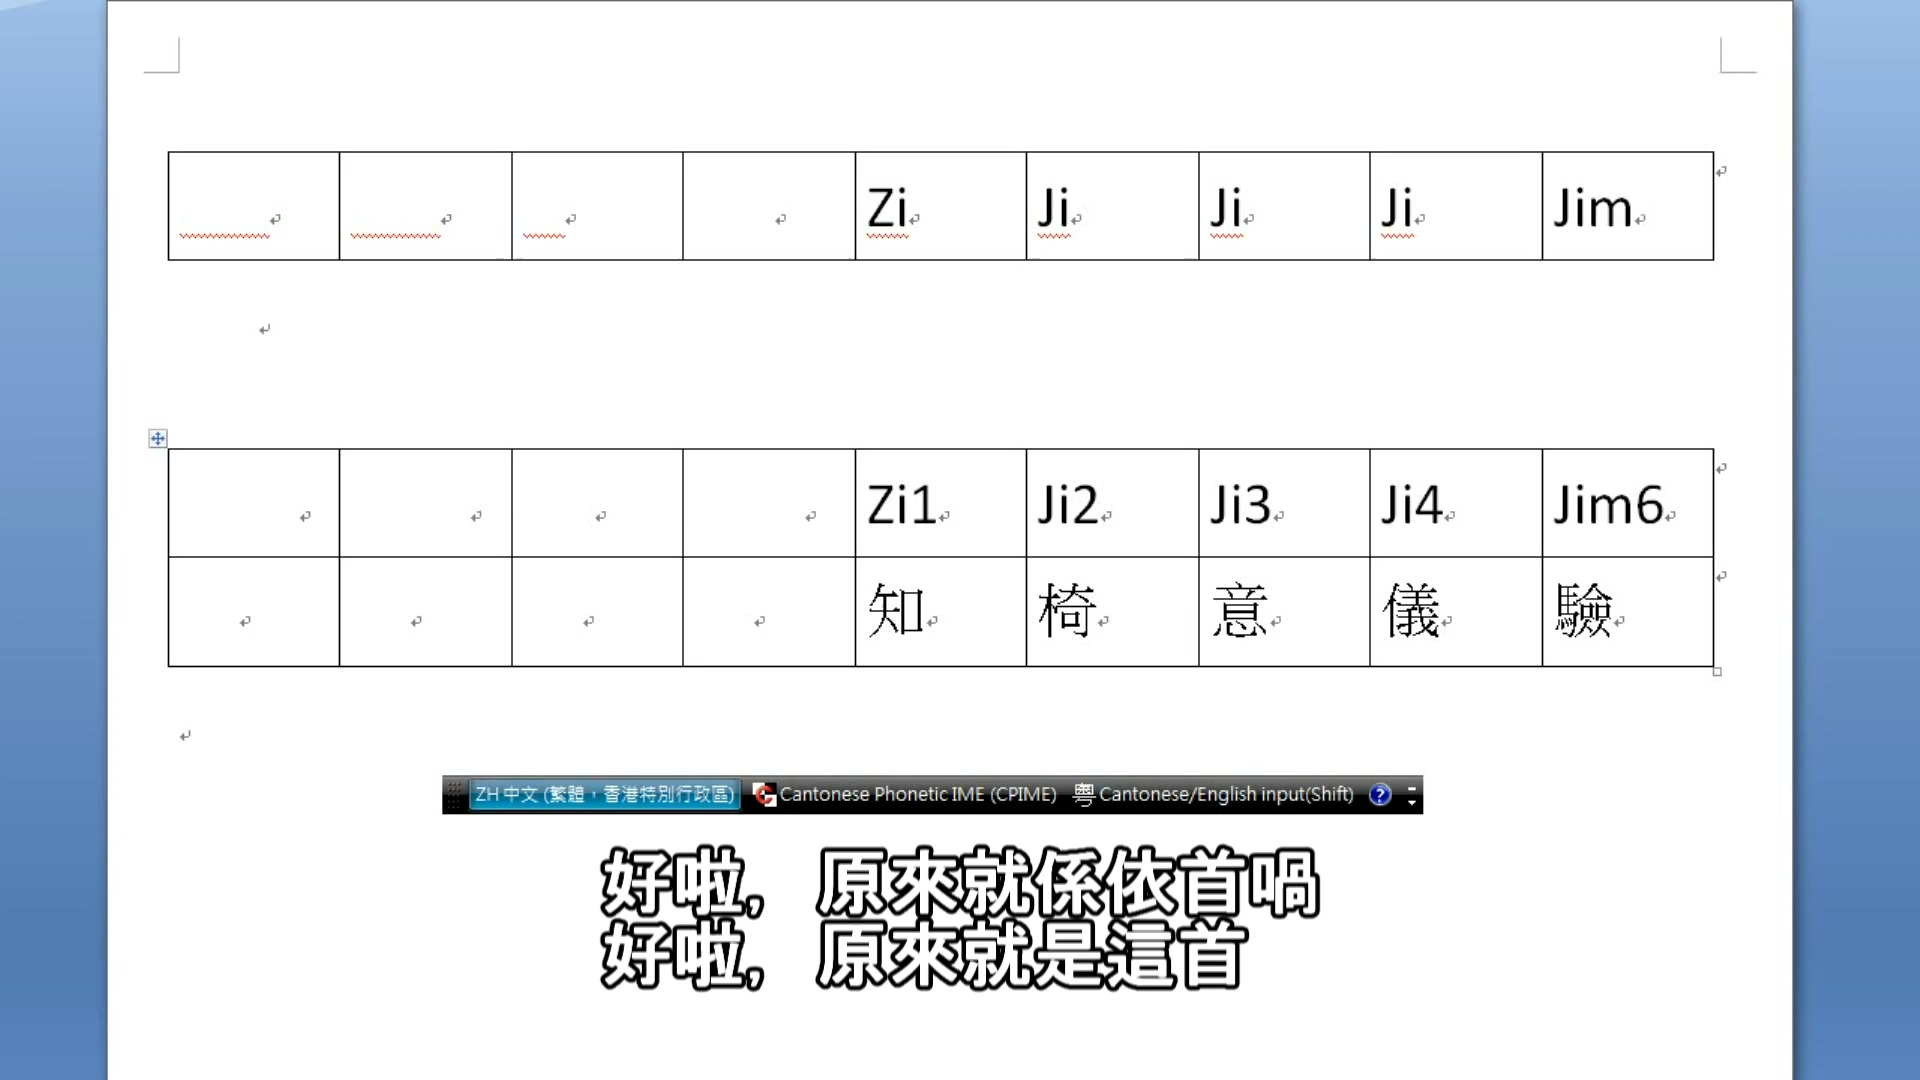 Zi Ji Ji Ji Jim
Zi1 Ji2 Ji3 Ji4 Jim6
知 椅 意 儀 驗
ZH 中文 (繁體，香港特別行政區) Cantonese Phonetic IME (CPIME) 粵 Cantonese/English input(Shift) ?
好啦，原來就係依首喎
好啦，原來就是這首